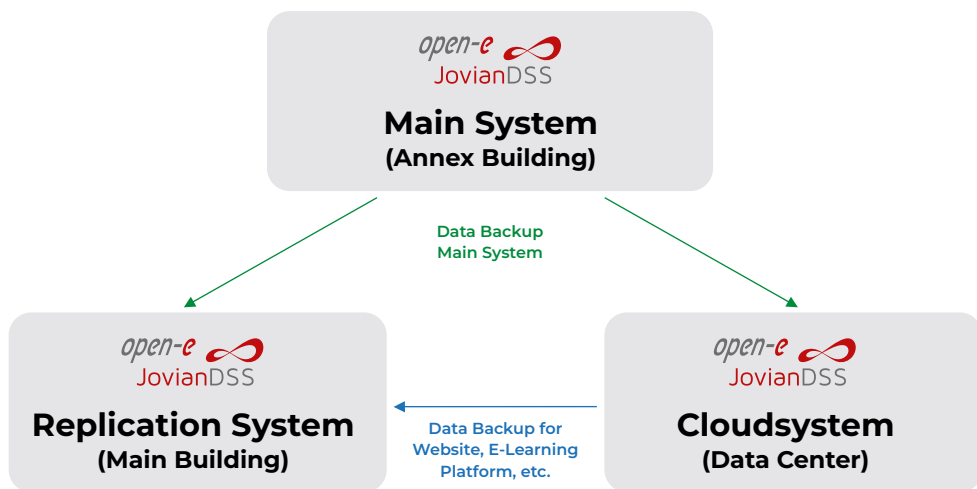 open-e
JovianDSS
Main System
(Annex Building)
Data Backup
Main System
open-e
JovianDSS
Replication System
(Main Building)
Data Backup for
Website, E-Learning
Platform, etc.
open-e
JovianDSS
Cloudsystem
(Data Center)